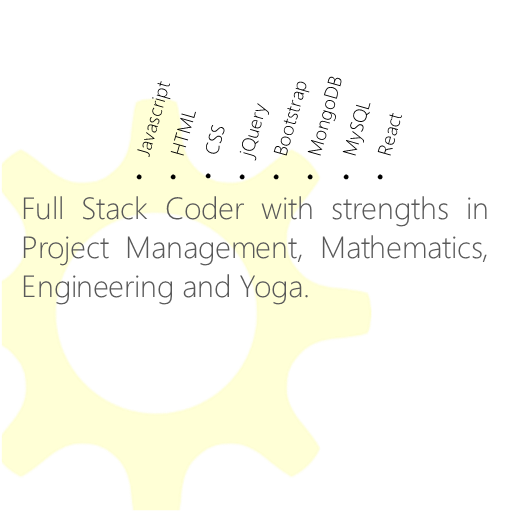 Javascript
HTML
CSS
jQuery
Bootstrap
MongoDB
MySQL
React
Full Stack Coder with strengths in
Project Management, Mathematics,
Engineering and Yoga.